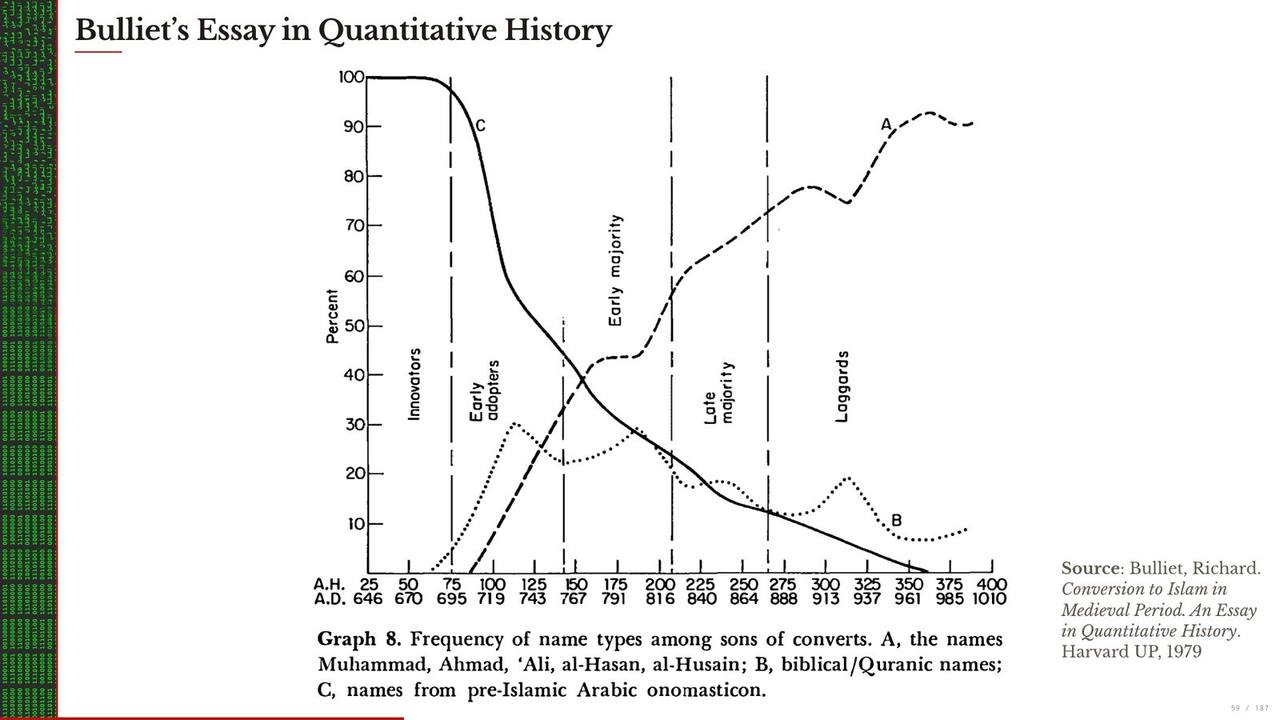 Bulliet’s Essay in Quantitative History
100
90
80
70
60
50
40
30
20
10
Percent
C
A
B
Innovators
Early
adopters
Early majority
Late
majority
Laggards
A.H. 25 50 75 100 125 150 175 200 225 250 275 300 325 350 375 400
A.D. 646 670 695 719 743 767 791 816 840 864 888 913 937 961 985 1010
Graph 8. Frequency of name types among sons of converts. A, the names
Muhammad, Ahmad, ‘Ali, al-Hasan, al-Husain; B, biblical/Quranic names;
C, names from pre-Islamic Arabic onomasticon.
Source: Bulliet, Richard.
Conversion to Islam in
Medieval Period. An Essay
in Quantitative History.
Harvard UP, 1979
59 / 187